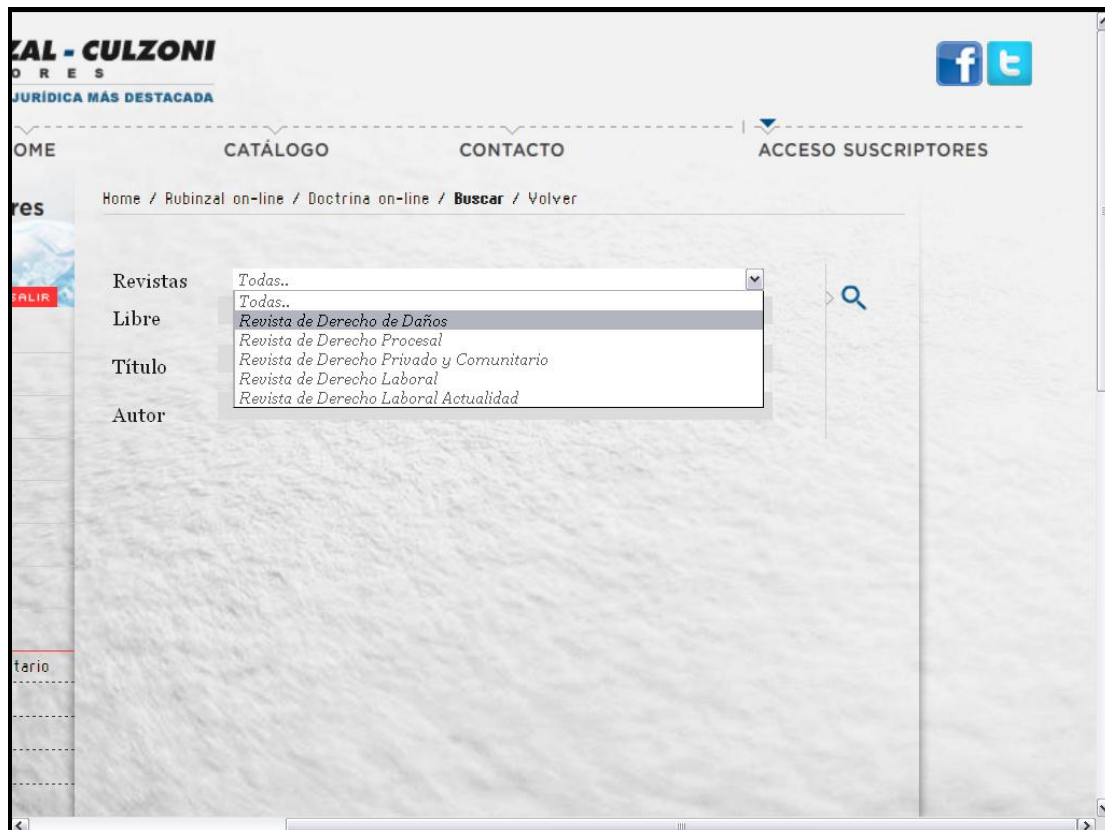 ZAL - CULZONI
O R E S
JURÍDICA MÁS DESTACADA
f t
OME CATÁLOGO CONTACTO ACCESO SUSCRIPTORES
res
Home / Rubinzal on-line / Doctrina on-line / Buscar / Volver
SALIR
Revistas Todas..
Todas..
Libre Revista de Derecho de Daños
Revista de Derecho Procesal
Título Revista de Derecho Privado y Comunitario
Revista de Derecho Laboral
Revista de Derecho Laboral Actualidad
Autor
tario